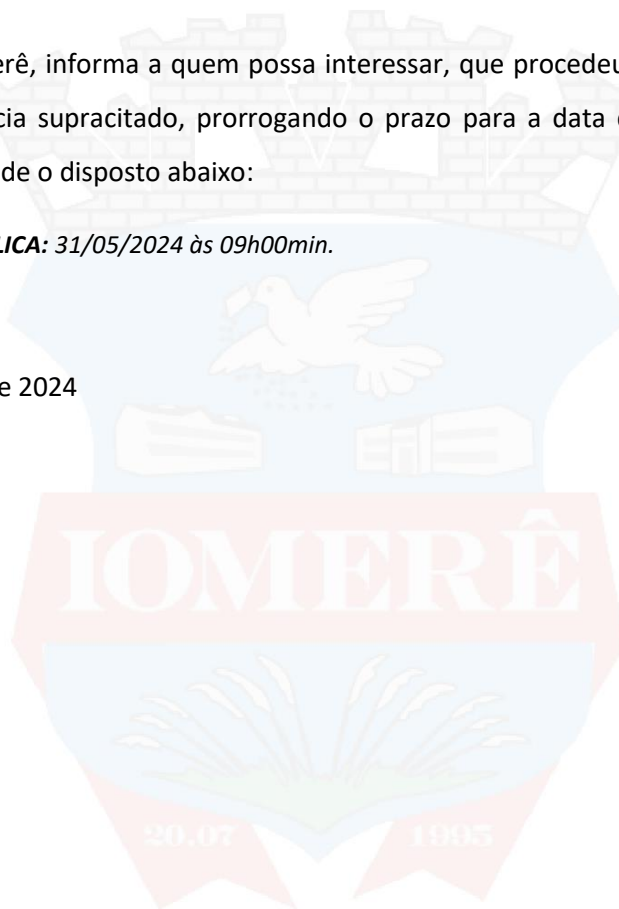 erê, informa a quem possa interessar, que procedeu
cia supracitado, prorrogando o prazo para a data
de o disposto abaixo:
LICA: 31/05/2024 às 09h00min.
e 2024
IOMERÊ
20.07 1995